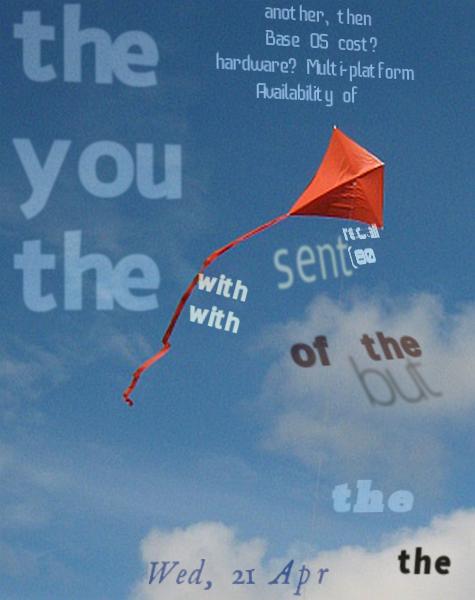 another, then
Base OS cost?
hardware? Multi-platform
Availability of
the
you
the
sent
recall
(80
with
with
of the
but
the
the
Wed, 21 Apr